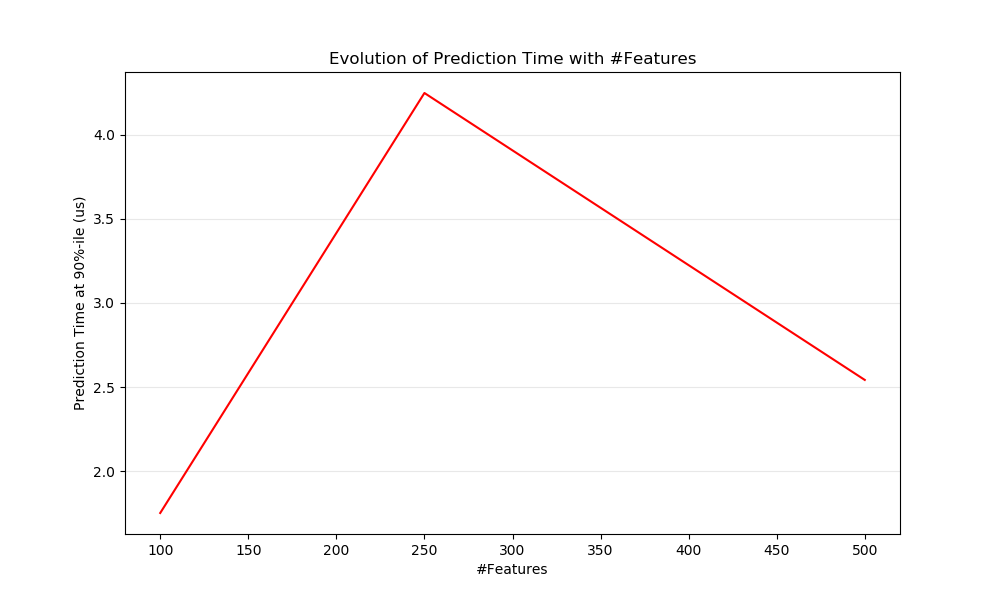 Evolution of Prediction Time with #Features
Prediction Time at 90%-ile (us)
4.0
3.5
3.0
2.5
2.0
100 150 200 250 300 350 400 450 500
#Features